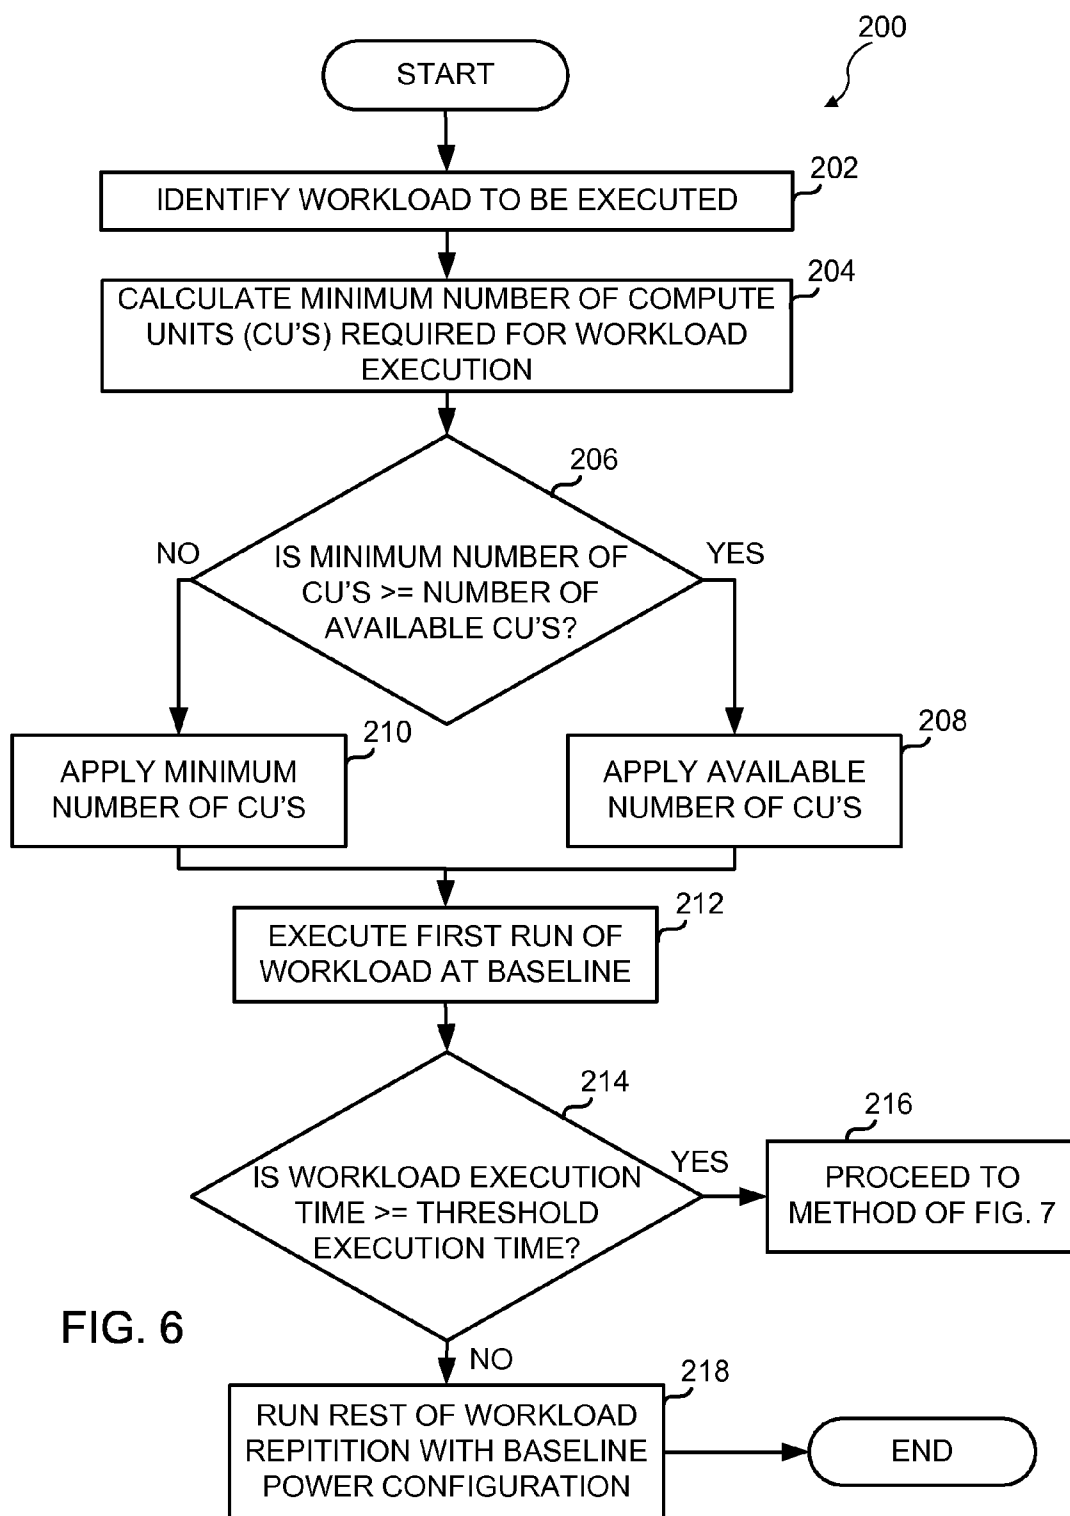 200
START
202
IDENTIFY WORKLOAD TO BE EXECUTED
204
CALCULATE MINIMUM NUMBER OF COMPUTE
UNITS (CU'S) REQUIRED FOR WORKLOAD
EXECUTION
206
NO
YES
IS MINIMUM NUMBER OF
CU'S >= NUMBER OF
AVAILABLE CU'S?
210
208
APPLY MINIMUM
NUMBER OF CU'S
APPLY AVAILABLE
NUMBER OF CU'S
212
EXECUTE FIRST RUN OF
WORKLOAD AT BASELINE
214
216
YES
IS WORKLOAD EXECUTION
TIME >= THRESHOLD
EXECUTION TIME?
PROCEED TO
METHOD OF FIG. 7
FIG. 6
NO
218
RUN REST OF WORKLOAD
REPITITION WITH BASELINE
POWER CONFIGURATION
END